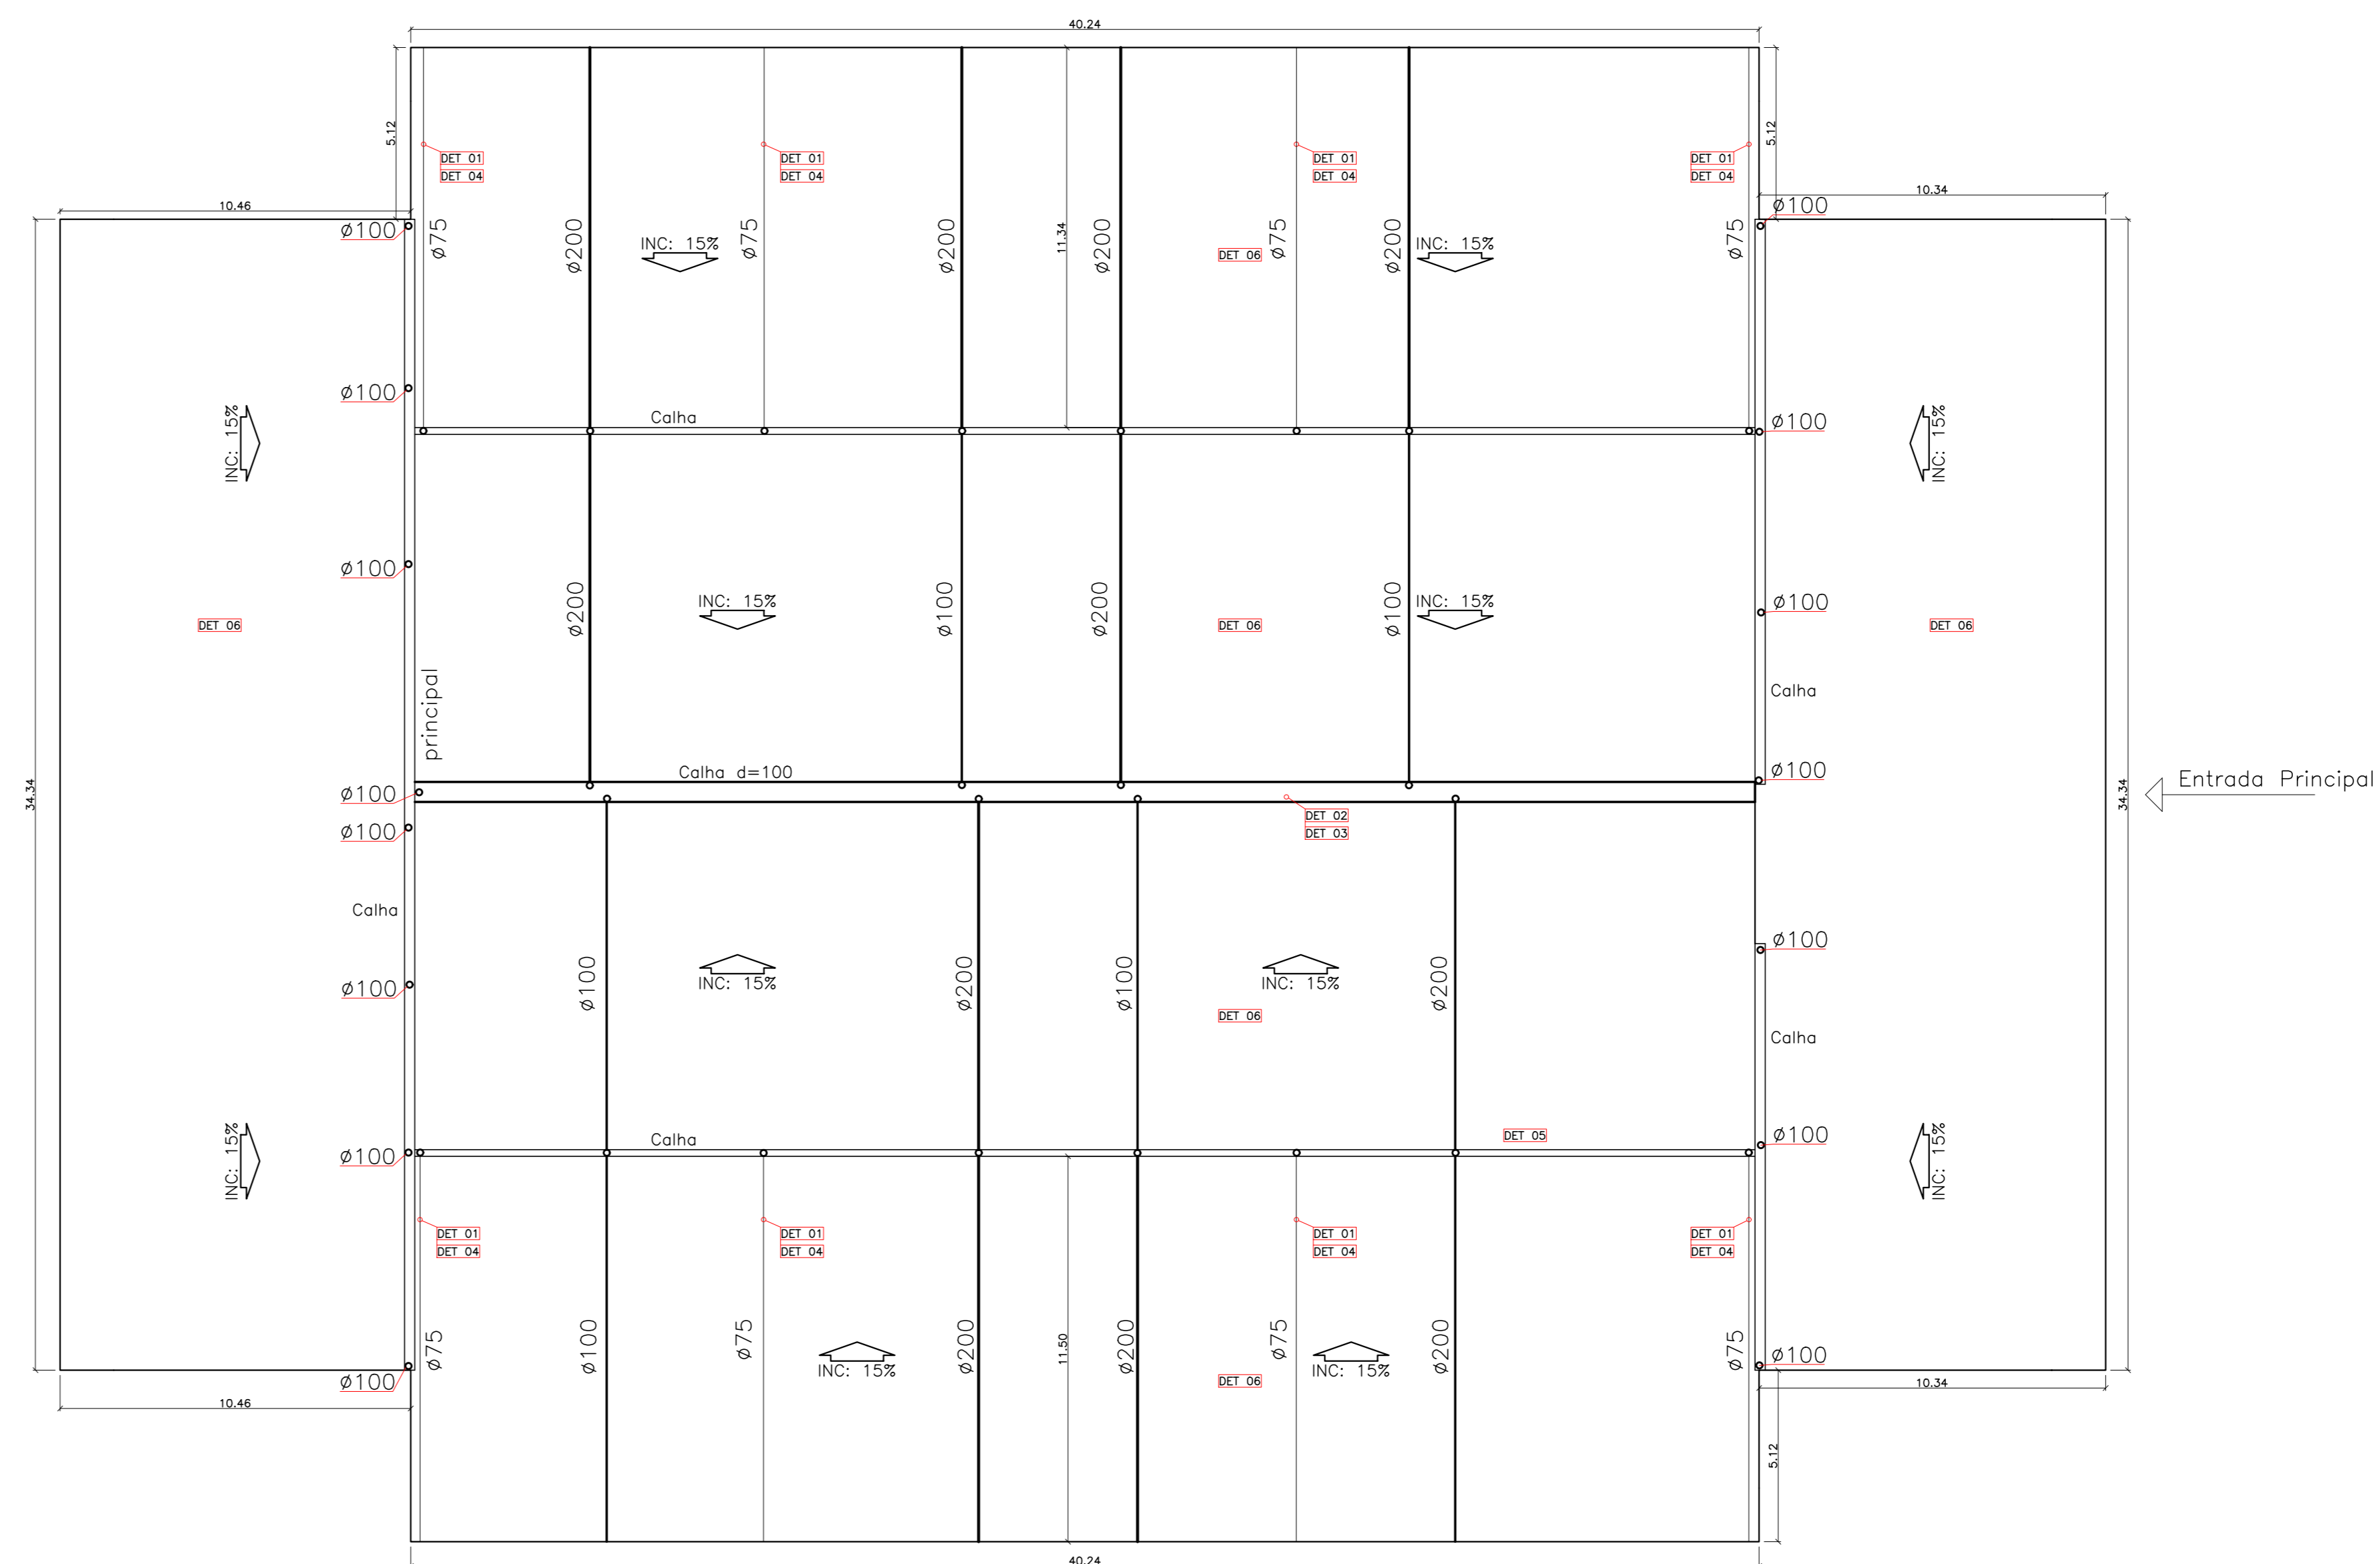 40.24
5.12
5.12
DET 01
DET 04
DET 01
DET 04
DET 01
DET 04
DET 01
DET 04
10.46
10.34
ø100
ø100
ø75
ø200
INC: 15%
ø75
ø200
11.34
ø200
DET 06
ø75
ø200
INC: 15%
ø75
ø100
INC: 15%
Calha
ø100
INC: 15%
ø100
DET 06
ø200
INC: 15%
ø100
ø200
DET 06
ø100
INC: 15%
ø100
DET 06
principal
Calha
34.34
ø100
Calha d=100
ø100
Entrada Principal
34.34
ø100
DET 02
DET 03
Calha
ø100
ø100
ø100
INC: 15%
ø200
ø100
INC: 15%
ø200
DET 06
Calha
ø100
INC: 15%
Calha
DET 05
ø100
INC: 15%
DET 01
DET 04
DET 01
DET 04
DET 01
DET 04
DET 01
DET 04
ø100
ø75
ø100
ø75
INC: 15%
ø200
11.50
ø200
DET 06
ø75
INC: 15%
ø200
ø75
ø100
10.46
10.34
5.12
40.24